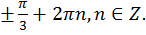 ± π/3 + 2πn, n ∈ Z.